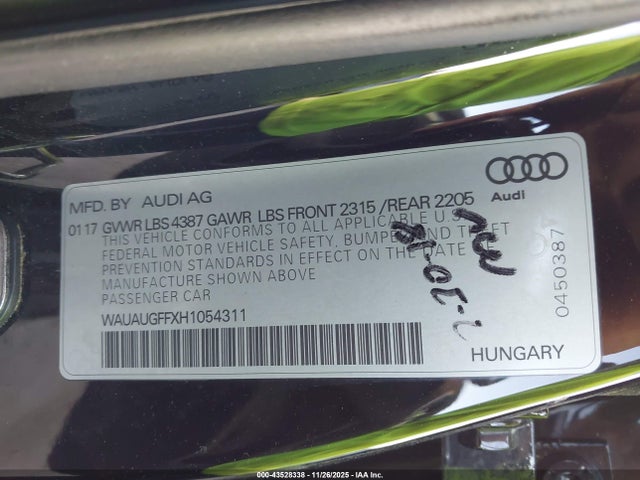 MFD. BY AUDI AG
01 17 GVWR LBS 4387 GAWR LBS FRONT 2315 /REAR 2205
THIS VEHICLE CONFORMS TO ALL APPLICABLE U S
FEDERAL MOTOR VEHICLE SAFETY, BUMPER AND THEFT
PREVENTION STANDARDS IN EFFECT ON THE DATE
MANUFACTURE SHOWN ABOVE
PASSENGER CAR
WAUAUGFFXH1054311
Audi
0450387
HUNGARY
000-43528338 | 11/26/2025 - IAA Inc.